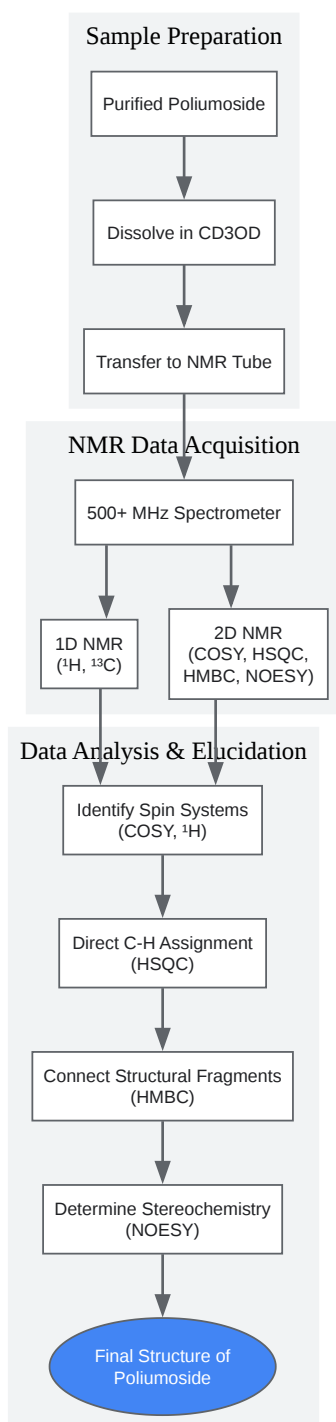 Sample Preparation
Purified Poliumoside
Dissolve in CD3OD
Transfer to NMR Tube
NMR Data Acquisition
500+ MHz Spectrometer
1D NMR
(¹H, ¹³C)
2D NMR
(COSY, HSQC,
HMBC, NOESY)
Data Analysis & Elucidation
Identify Spin Systems
(COSY, ¹H)
Direct C-H Assignment
(HSQC)
Connect Structural Fragments
(HMBC)
Determine Stereochemistry
(NOESY)
Final Structure of
Poliumoside